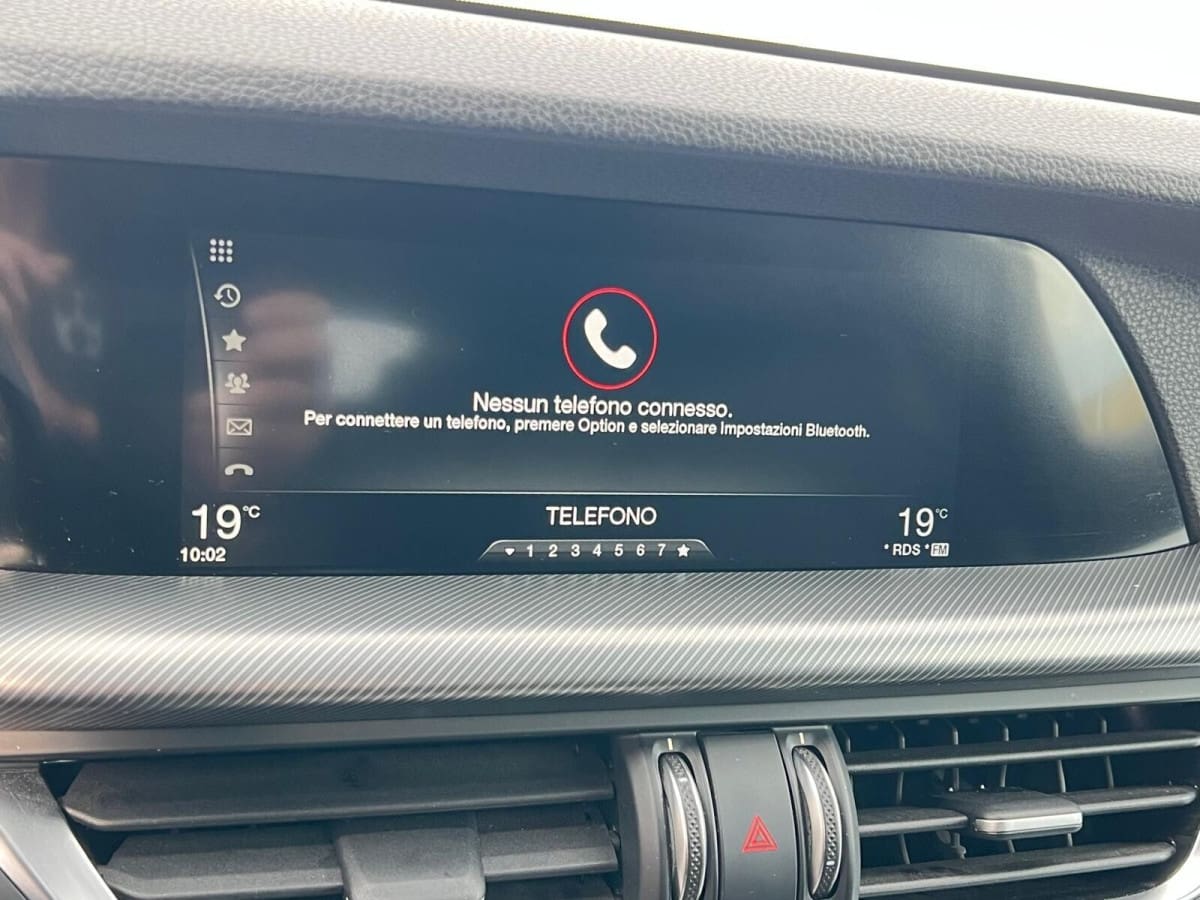 Nessun telefono connesso.
Per connettere un telefono, premere Option e selezionare Impostazioni Bluetooth.
19°C
TELEFONO
19°C
10:02
1 2 3 4 5 6 7
* RDS * FM